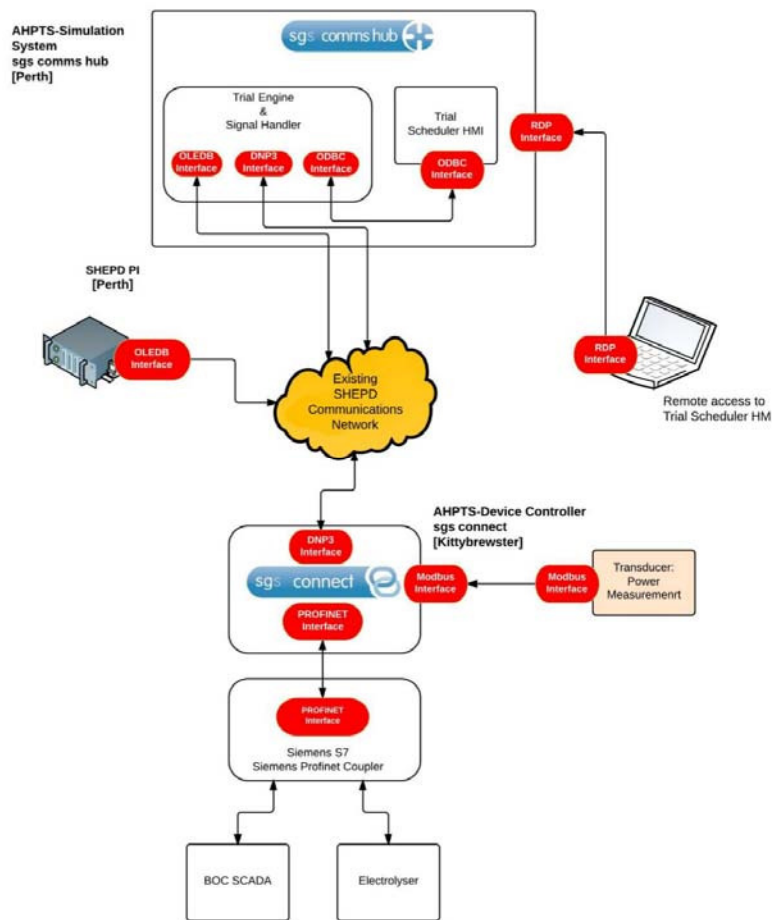 AHPTS-Simulation
System
sgs comms hub
[Perth]
sgs comms hub
Trial Engine
&
Signal Handler
OLEDB
Interface
DNP3
Interface
ODBC
Interface
Trial
Scheduler HMI
ODBC
Interface
RDP
Interface
SHEPD PI
[Perth]
OLEDB
Interface
Existing
SHEPD
Communications
Network
RDP
Interface
Remote access to
Trial Scheduler HM
AHPTS-Device Controller
sgs connect
[Kittybrewster]
DNP3
Interface
sgs connect
Modbus
Interface
Modbus
Interface
Transducer:
Power
Measuremenrt
PROFINET
Interface
PROFINET
Interface
Siemens S7
Siemens Profinet Coupler
BOC SCADA
Electrolyser